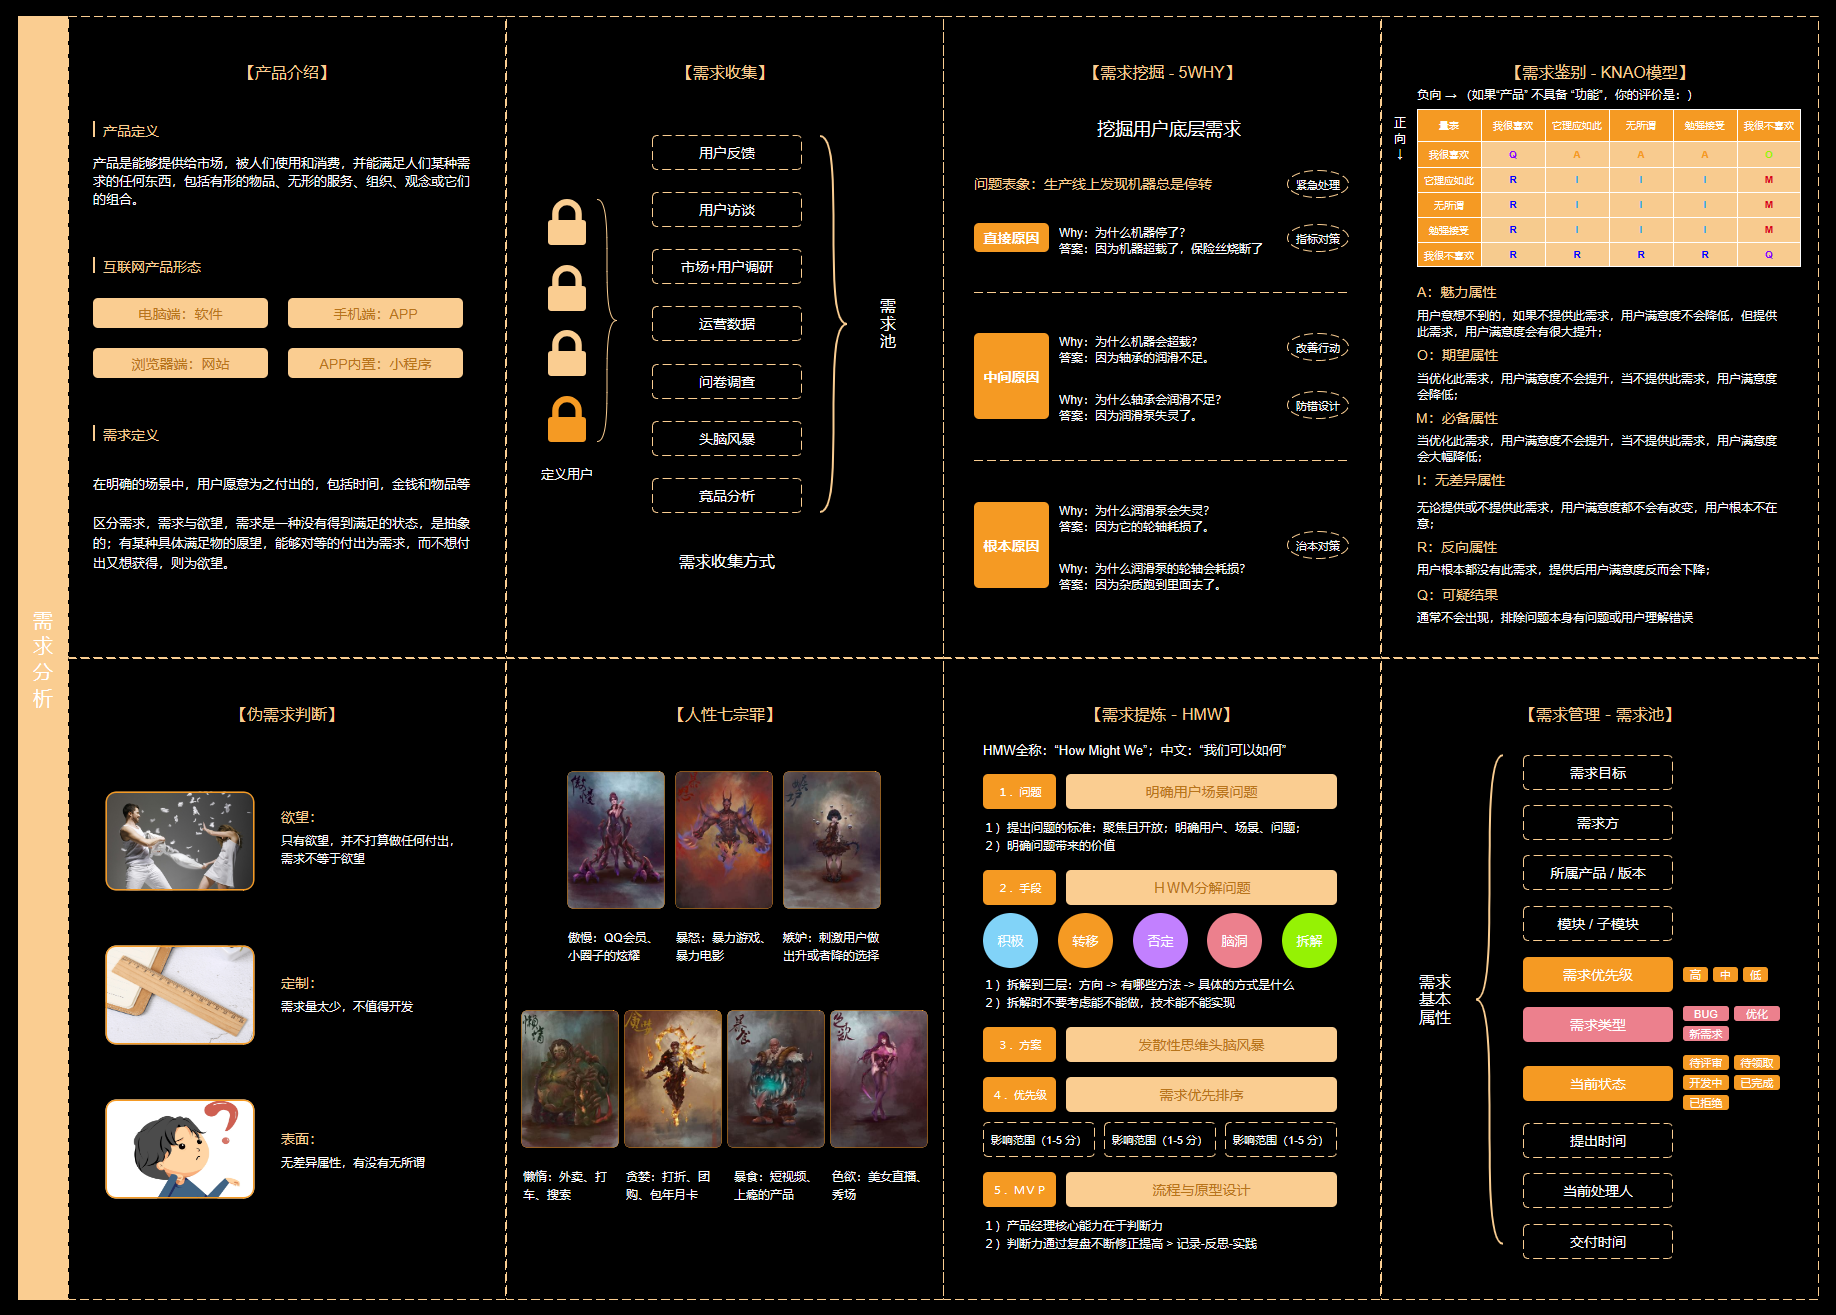 需求分析
【产品介绍】
产品定义
产品是能够提供给市场，被人们使用和消费，并能满足人们某种需
求的任何东西，包括有形的物品、无形的服务、组织、观念或它们
的组合。
互联网产品形态
电脑端：软件
手机端：APP
浏览器端：网站
APP内置：小程序
需求定义
在明确的场景中，用户愿意为之付出的，包括时间，金钱和物品等
区分需求，需求与欲望，需求是一种没有得到满足的状态，是抽象
的；有某种具体满足物的愿望，能够对等的付出为需求，而不想付
出又想获得，则为欲望。
【需求收集】
定义用户
用户反馈
用户访谈
市场+用户调研
运营数据
问卷调查
头脑风暴
竞品分析
需求池
需求收集方式
【需求挖掘 - 5WHY】
挖掘用户底层需求
问题表象：生产线上发现机器总是停转
紧急处理
直接原因
Why：为什么机器停了?
答案：因为机器超载了，保险丝烧断了
指标对策
中间原因
Why：为什么机器会超载?
答案：因为轴承的润滑不足。
改善行动
Why：为什么轴承会润滑不足?
答案：因为润滑泵失灵了。
防错设计
根本原因
Why：为什么润滑泵会失灵?
答案：因为它的轮轴耗损了。
Why：为什么润滑泵的轮轴会耗损?
答案：因为杂质跑到里面去了。
治本对策
【需求鉴别 - KNAO模型】
负向 →（如果“产品” 不具备 “功能”，你的评价是：）
正向↓
量表 我很喜欢 它理应如此 无所谓 勉强接受 我很不喜欢
我很喜欢 Q A A A O
它理应如此 R I I I M
无所谓 R I I I M
勉强接受 R I I I M
我很不喜欢 R R R R Q
A：魅力属性
用户意想不到的，如果不提供此需求，用户满意度不会降低，但提供
此需求，用户满意度会有很大提升；
O：期望属性
当优化此需求，用户满意度不会提升，当不提供此需求，用户满意度
会降低；
M：必备属性
当优化此需求，用户满意度不会提升，当不提供此需求，用户满意度
会大幅降低；
I：无差异属性
无论提供或不提供此需求，用户满意度都不会有改变，用户根本不在
意；
R：反向属性
用户根本都没有此需求，提供后用户满意度反而会下降；
Q：可疑结果
通常不会出现，排除问题本身有问题或用户理解错误
【伪需求判断】
欲望：
只有欲望，并不打算做任何付出，
需求不等于欲望
定制：
需求量太少，不值得开发
表面：
无差异属性，有没有无所谓
【人性七宗罪】
傲慢
暴怒
嫉妒
傲慢：QQ会员、
小圈子的炫耀
暴怒：暴力游戏、
暴力电影
嫉妒：刺激用户做
出升或者降的选择
懒惰
贪婪
暴食
色欲
懒惰：外卖、打
车、搜索
贪婪：打折、团
购、包年月卡
暴食：短视频、
上瘾的产品
色欲：美女直播、
秀场
【需求提炼 - HMW】
HMW全称：“How Might We”；中文：“我们可以如何”
1．问题
明确用户场景问题
1）提出问题的标准：聚焦且开放；明确用户、场景、问题；
2）明确问题带来的价值
2．手段
HWM分解问题
积极
转移
否定
脑洞
拆解
1）拆解到三层：方向 -> 有哪些方法 -> 具体的方式是什么
2）拆解时不要考虑能不能做，技术能不能实现
3．方案
发散性思维头脑风暴
4．优先级
需求优先排序
影响范围（1-5 分）
影响范围（1-5 分）
影响范围（1-5 分）
5．MVP
流程与原型设计
1）产品经理核心能力在于判断力
2）判断力通过复盘不断修正提高 > 记录-反思-实践
【需求管理 - 需求池】
需求
基本
属性
需求目标
需求方
所属产品 / 版本
模块 / 子模块
需求优先级
高 中 低
需求类型
BUG 优化
新需求
当前状态
待评审 待领取
开发中 已完成
已拒绝
提出时间
当前处理人
交付时间